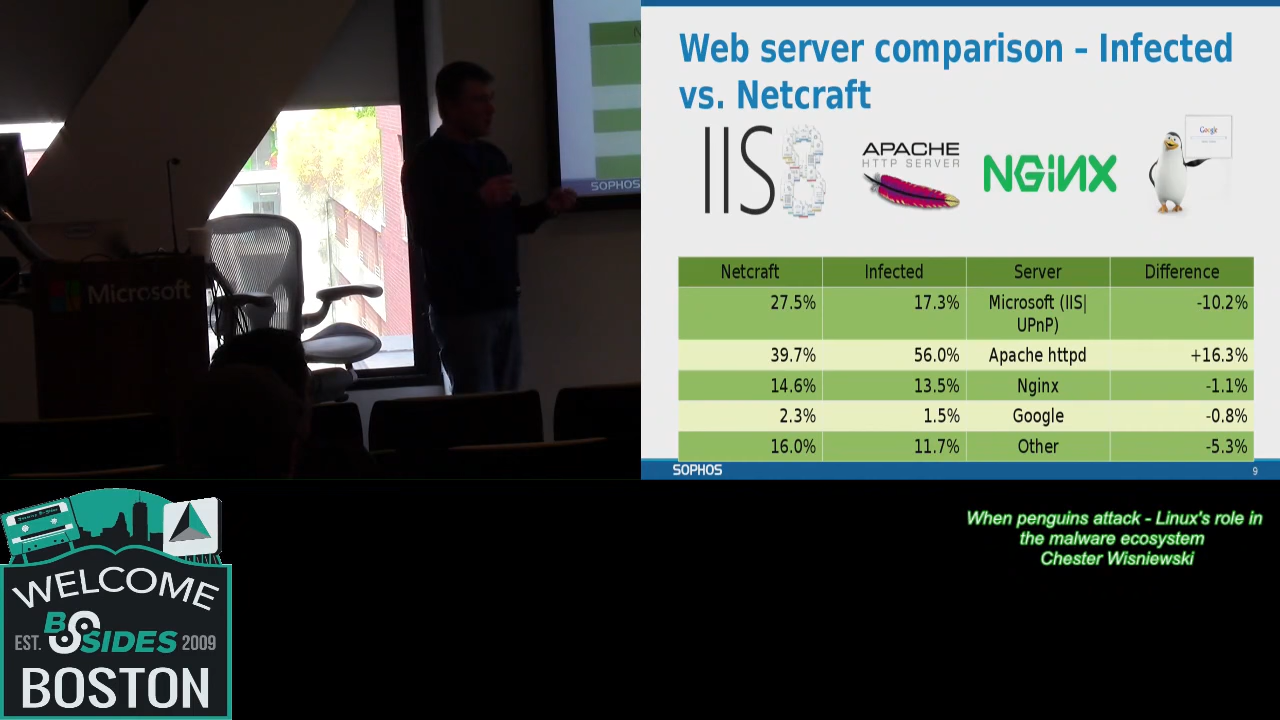 Microsoft
SOPHOS
Web server comparison – Infected
vs. Netcraft
IIS8
APACHE
HTTP SERVER
NGiNX
Google
Netcraft Infected Server Difference
27.5% 17.3% Microsoft (IIS| -10.2%
UPnP)
39.7% 56.0% Apache httpd +16.3%
14.6% 13.5% Nginx -1.1%
2.3% 1.5% Google -0.8%
16.0% 11.7% Other -5.3%
SOPHOS 9
When penguins attack - Linux's role in
the malware ecosystem
Chester Wisniewski
WELCOME
EST. BSIDES 2009
BOSTON